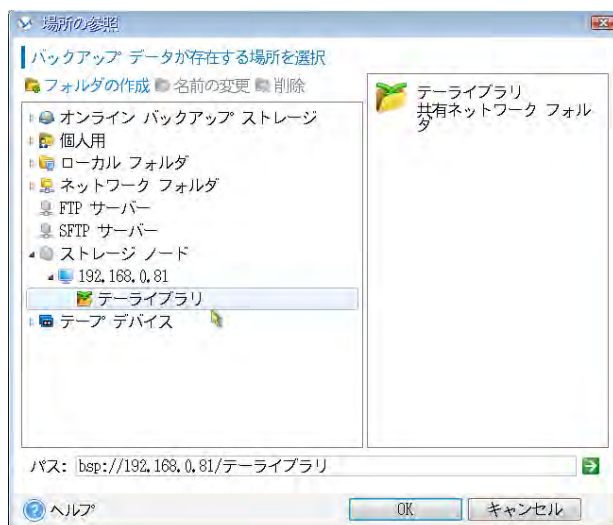 場所の参照
バックアップ データが存在する場所を選択
フォルダの作成 名前の変更 削除
オンライン バックアップ ストレージ
個人用
ローカル フォルダ
ネットワーク フォルダ
FTP サーバー
SFTP サーバー
ストレージ ノード
192.168.0.81
テーライブラリ
テープ デバイス
テーライブラリ
共有ネットワーク フォル
ダ
パス: bsp://192.168.0.81/テーライブラリ
ヘルプ OK キャンセル